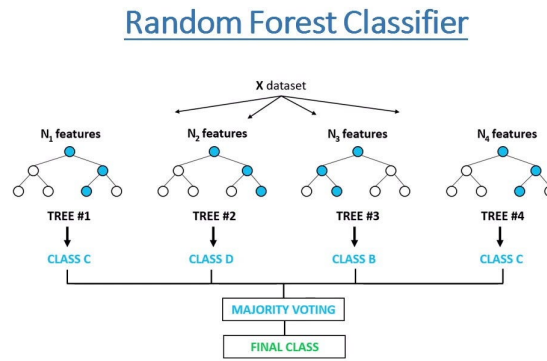 Random Forest Classifier
X dataset
N₁ features N₂ features N₃ features N₄ features
TREE #1 TREE #2 TREE #3 TREE #4
CLASS C CLASS D CLASS B CLASS C
MAJORITY VOTING
FINAL CLASS